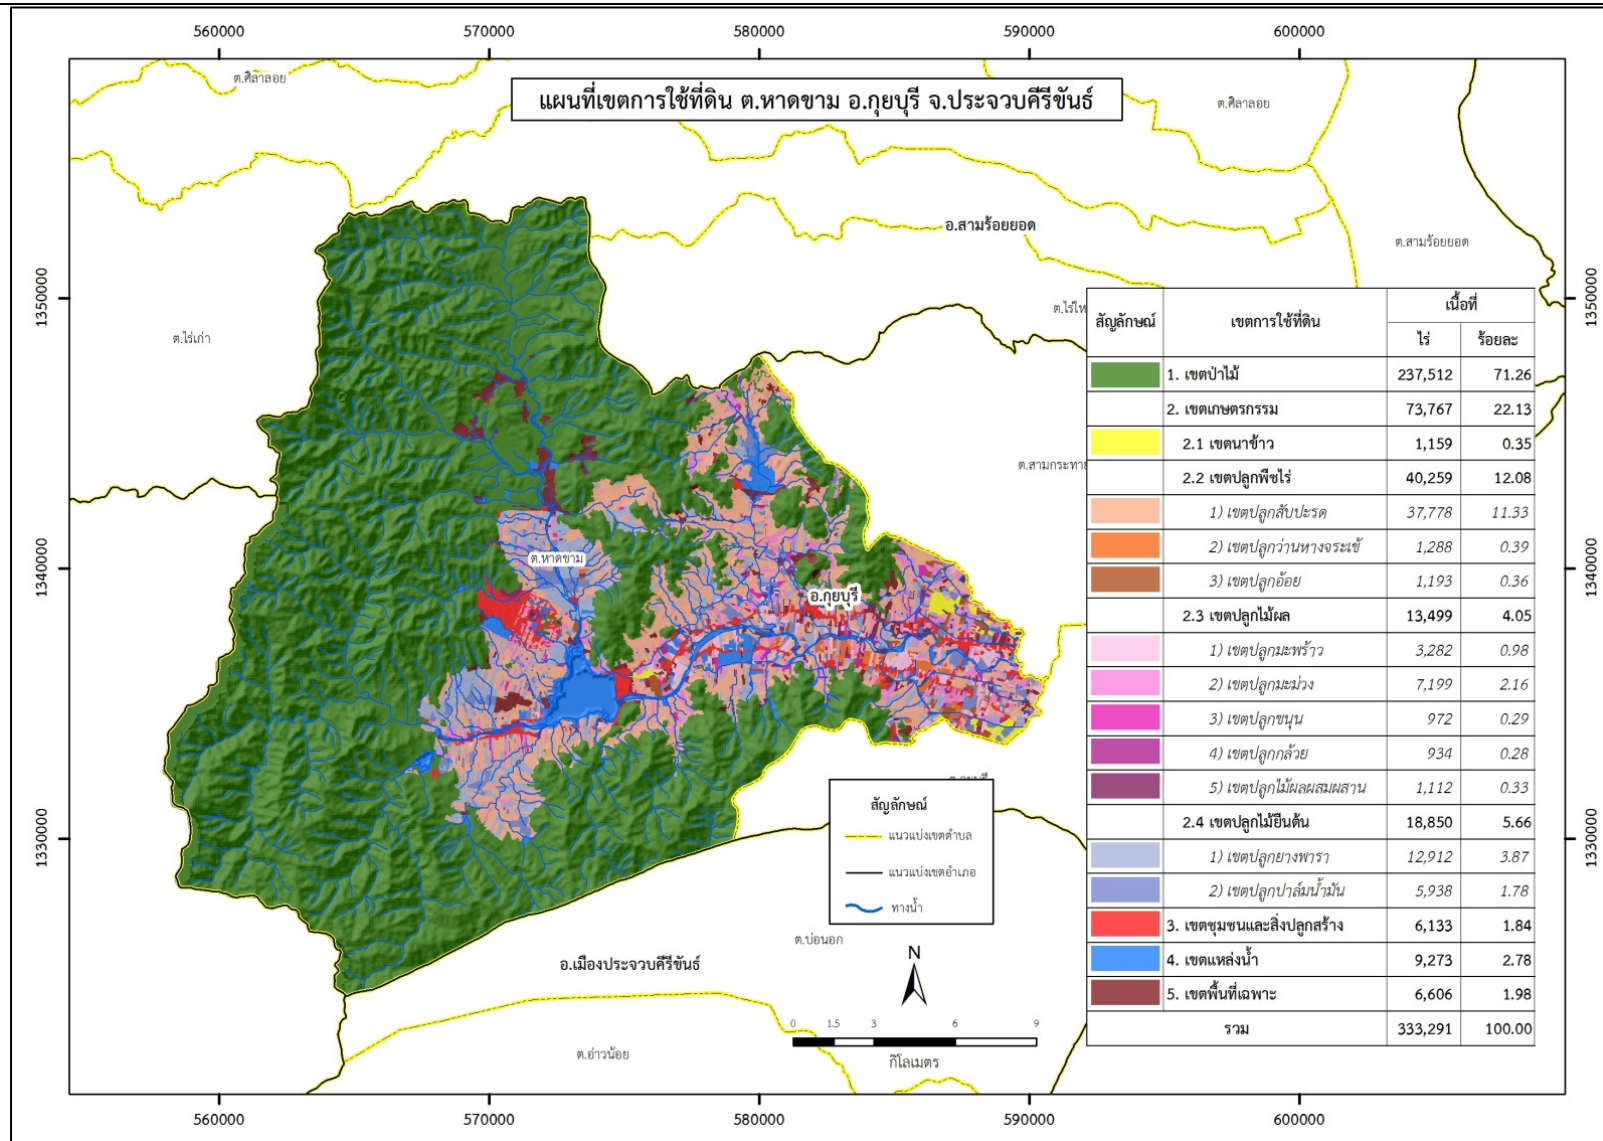 560000 570000 580000 590000 600000
ต.ศิลาลอย
แผนที่เขตการใช้ที่ดิน ต.หาดขาม อ.กุยบุรี จ.ประจวบคีรีขันธ์
ต.ศิลาลอย
อ.สามร้อยยอด
ต.สามร้อยยอด
1350000
1350000
ต.ไร่เก่า
ต.สามกระทาย
ต.หาดขาม
อ.กุยบุรี
1340000
1340000
1330000
1330000
สัญลักษณ์ เขตการใช้ที่ดิน เนื้อที่
ไร่ ร้อยละ
1. เขตป่าไม้ 237,512 71.26
2. เขตเกษตรกรรม 73,767 22.13
2.1 เขตนาข้าว 1,159 0.35
2.2 เขตปลูกพืชไร่ 40,259 12.08
1) เขตปลูกสับปะรด 37,778 11.33
2) เขตปลูกว่านหางจระเข้ 1,288 0.39
3) เขตปลูกอ้อย 1,193 0.36
2.3 เขตปลูกไม้ผล 13,499 4.05
1) เขตปลูกมะพร้าว 3,282 0.98
2) เขตปลูกมะม่วง 7,199 2.16
3) เขตปลูกขนุน 972 0.29
4) เขตปลูกกล้วย 934 0.28
5) เขตปลูกไม้ผลผสมผสาน 1,112 0.33
2.4 เขตปลูกไม้ยืนต้น 18,850 5.66
1) เขตปลูกยางพารา 12,912 3.87
2) เขตปลูกปาล์มน้ำมัน 5,938 1.78
3. เขตชุมชนและสิ่งปลูกสร้าง 6,133 1.84
4. เขตแหล่งน้ำ 9,273 2.78
5. เขตพื้นที่เฉพาะ 6,606 1.98
รวม 333,291 100.00
สัญลักษณ์
แนวแบ่งเขตตำบล
แนวแบ่งเขตอำเภอ
ทางน้ำ
ต.บ่อนอก
อ.เมืองประจวบคีรีขันธ์
N
0 1.5 3 6 9
กิโลเมตร
ต.อ่าวน้อย
560000 570000 580000 590000 600000